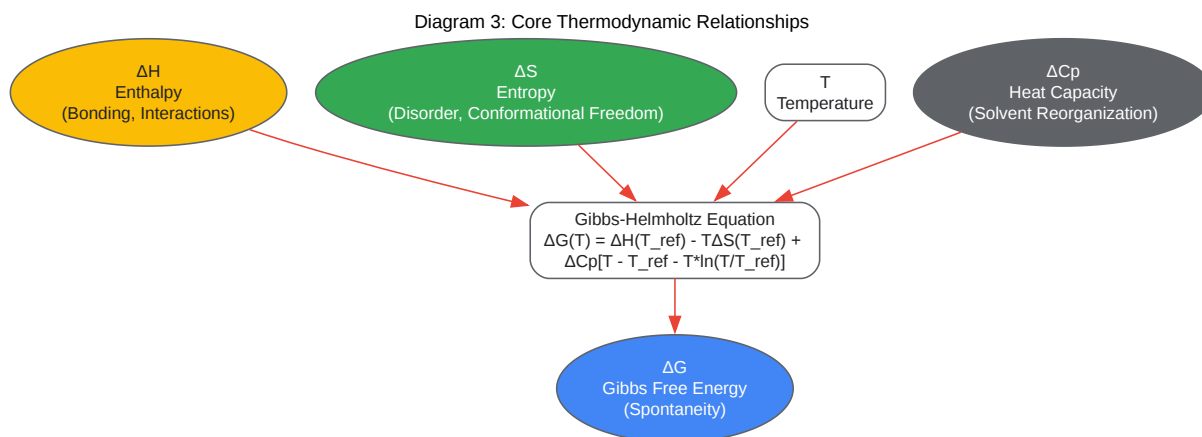 Diagram 3: Core Thermodynamic Relationships
ΔH
Enthalpy
(Bonding, Interactions)
ΔS
Entropy
(Disorder, Conformational Freedom)
T
Temperature
ΔCp
Heat Capacity
(Solvent Reorganization)
Gibbs-Helmholtz Equation
ΔG(T) = ΔH(T_ref) - TΔS(T_ref) +
ΔCp[T - T_ref - T*ln(T/T_ref)]
ΔG
Gibbs Free Energy
(Spontaneity)